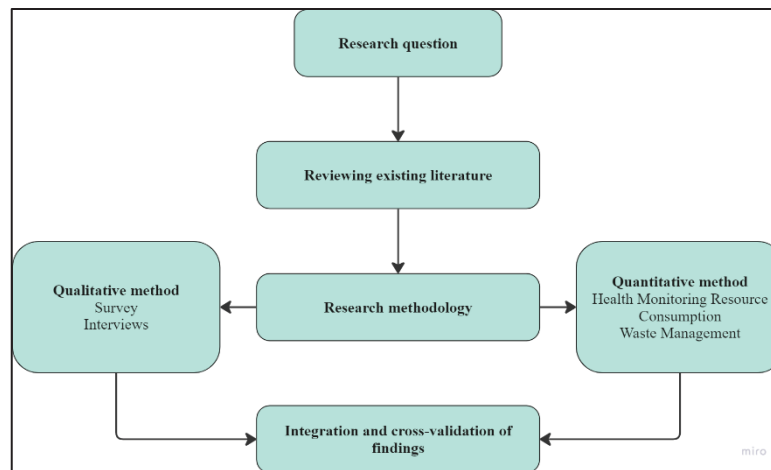 Research question
Reviewing existing literature
Qualitative method
Survey
Interviews
Research methodology
Quantitative method
Health Monitoring Resource
Consumption
Waste Management
Integration and cross-validation of
findings
miro